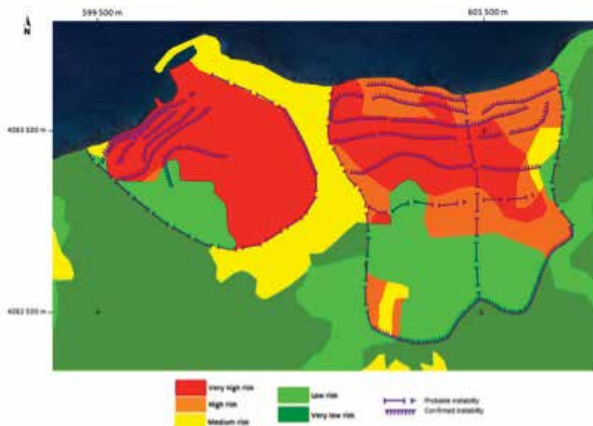 599 500 m
601 500 m
N
4083 500 m
4082 500 m
Very high risk
High risk
Medium risk
Low risk
Very low risk
Probable instability
Confirmed instability